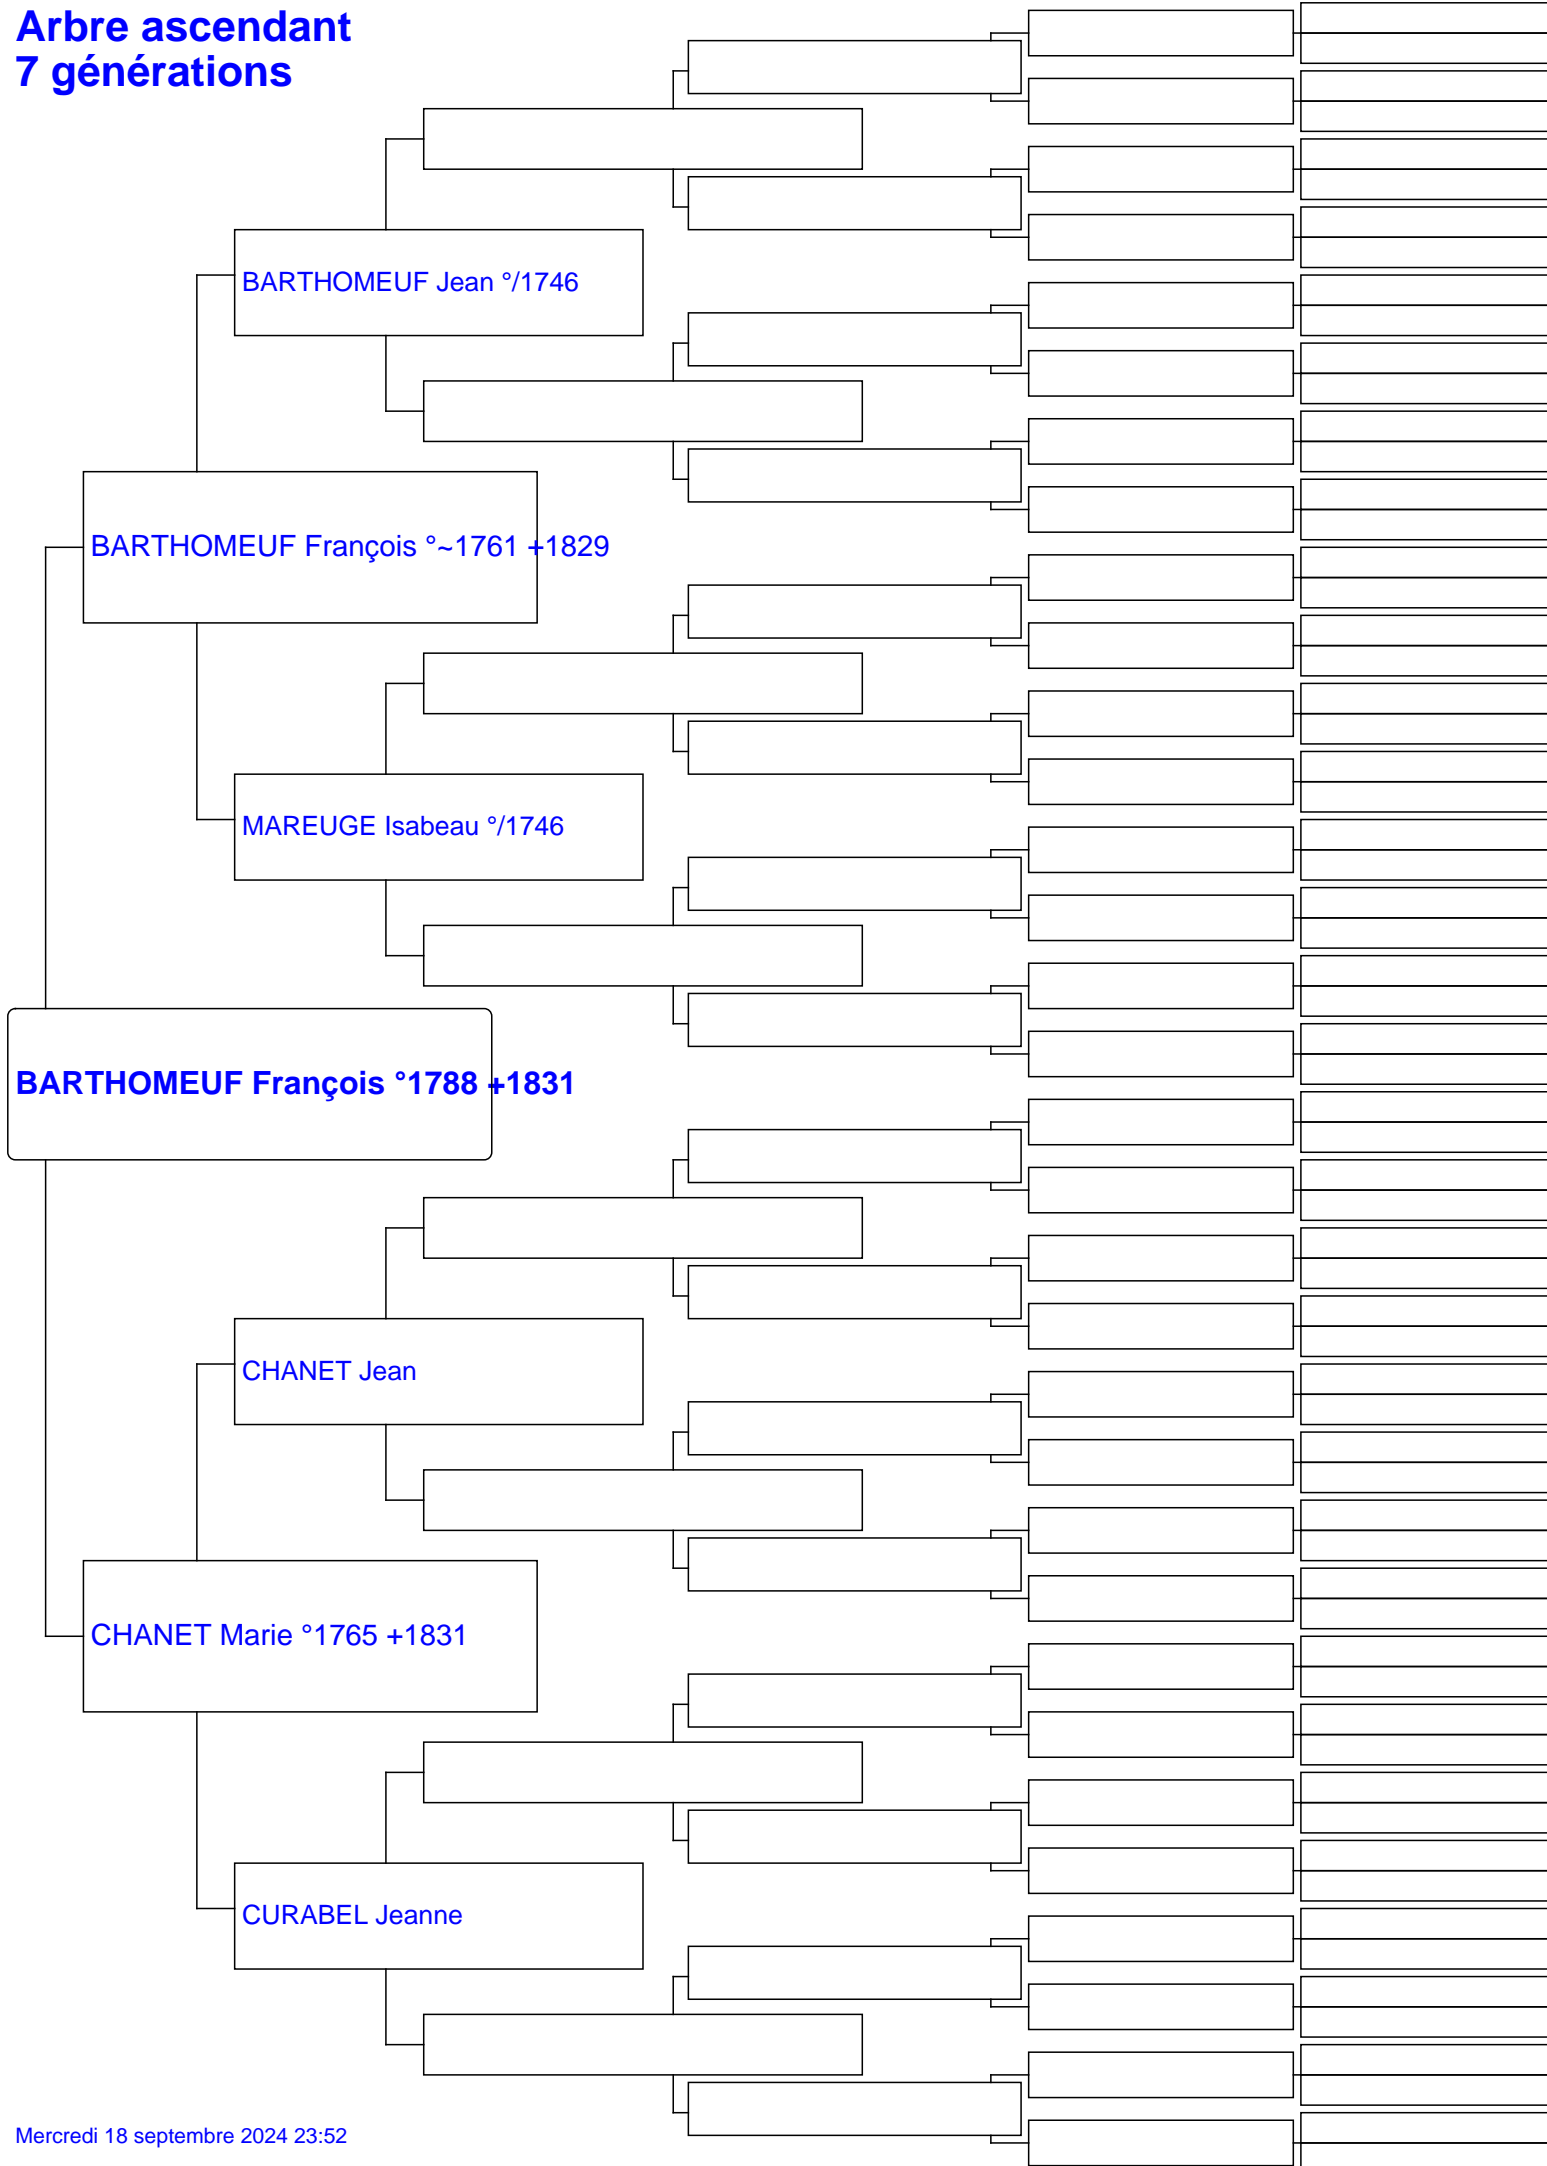 Arbre ascendant
7 générations
BARTHOMEUF Jean °/1746
BARTHOMEUF François °~1761 +1829
MAREUGE Isabeau °/1746
BARTHOMEUF François °1788 +1831
CHANET Jean
CHANET Marie °1765 +1831
CURABEL Jeanne
Mercredi 18 septembre 2024 23:52